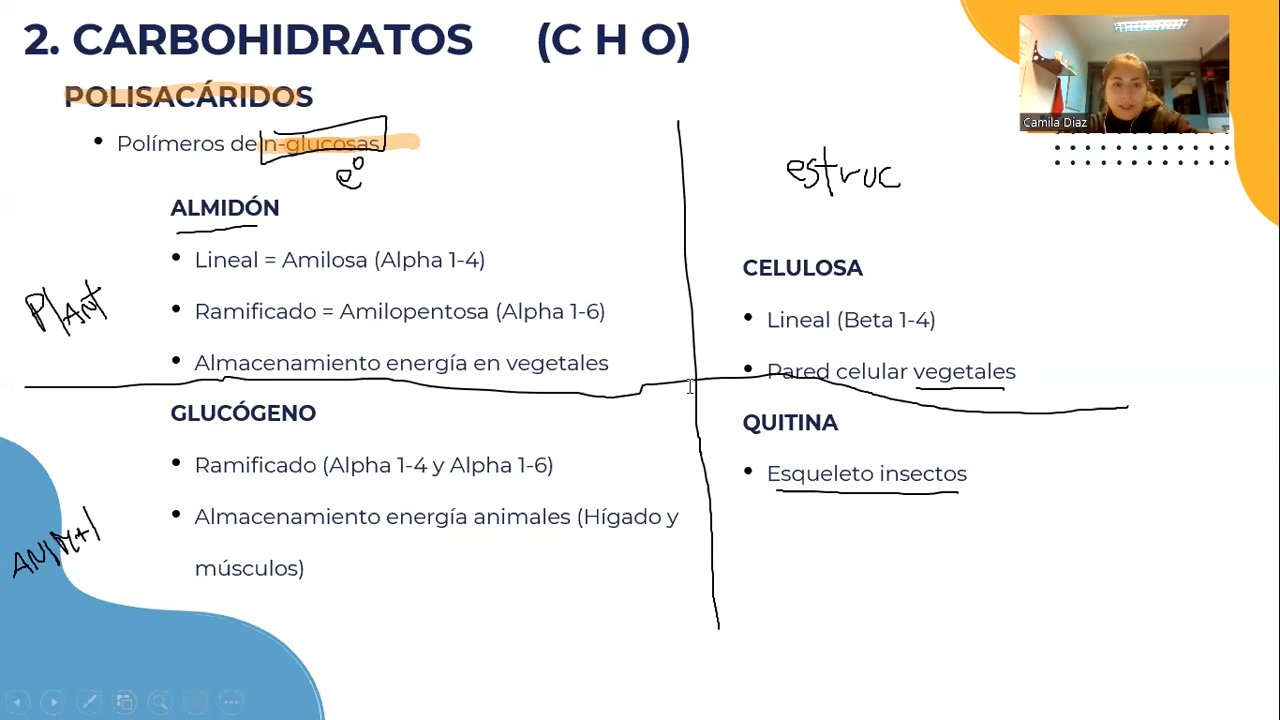 2. CARBOHIDRATOS (C H O)
POLISACÁRIDOS
• Polímeros de n-glucosas
e°
estruc
Plant
ALMIDÓN
• Lineal = Amilosa (Alpha 1-4)
• Ramificado = Amilopentosa (Alpha 1-6)
• Almacenamiento energía en vegetales
GLUCÓGENO
• Ramificado (Alpha 1-4 y Alpha 1-6)
• Almacenamiento energía animales (Hígado y
músculos)
CELULOSA
• Lineal (Beta 1-4)
• Pared celular vegetales
QUITINA
• Esqueleto insectos
Camila Diaz